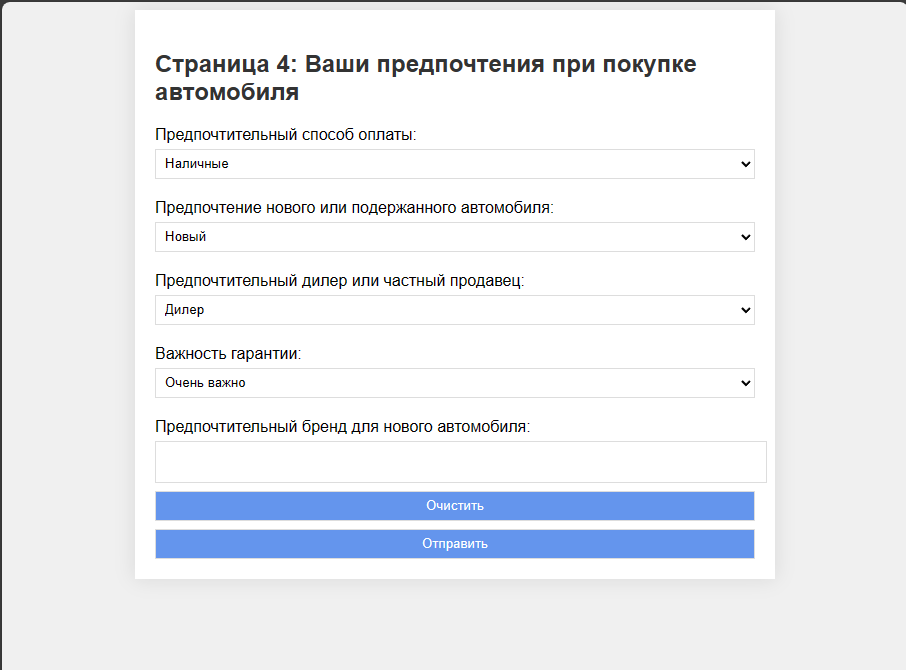 Страница 4: Ваши предпочтения при покупке
автомобиля
Предпочтительный способ оплаты:
Наличные
Предпочтение нового или подержанного автомобиля:
Новый
Предпочтительный дилер или частный продавец:
Дилер
Важность гарантии:
Очень важно
Предпочтительный бренд для нового автомобиля:
Очистить
Отправить